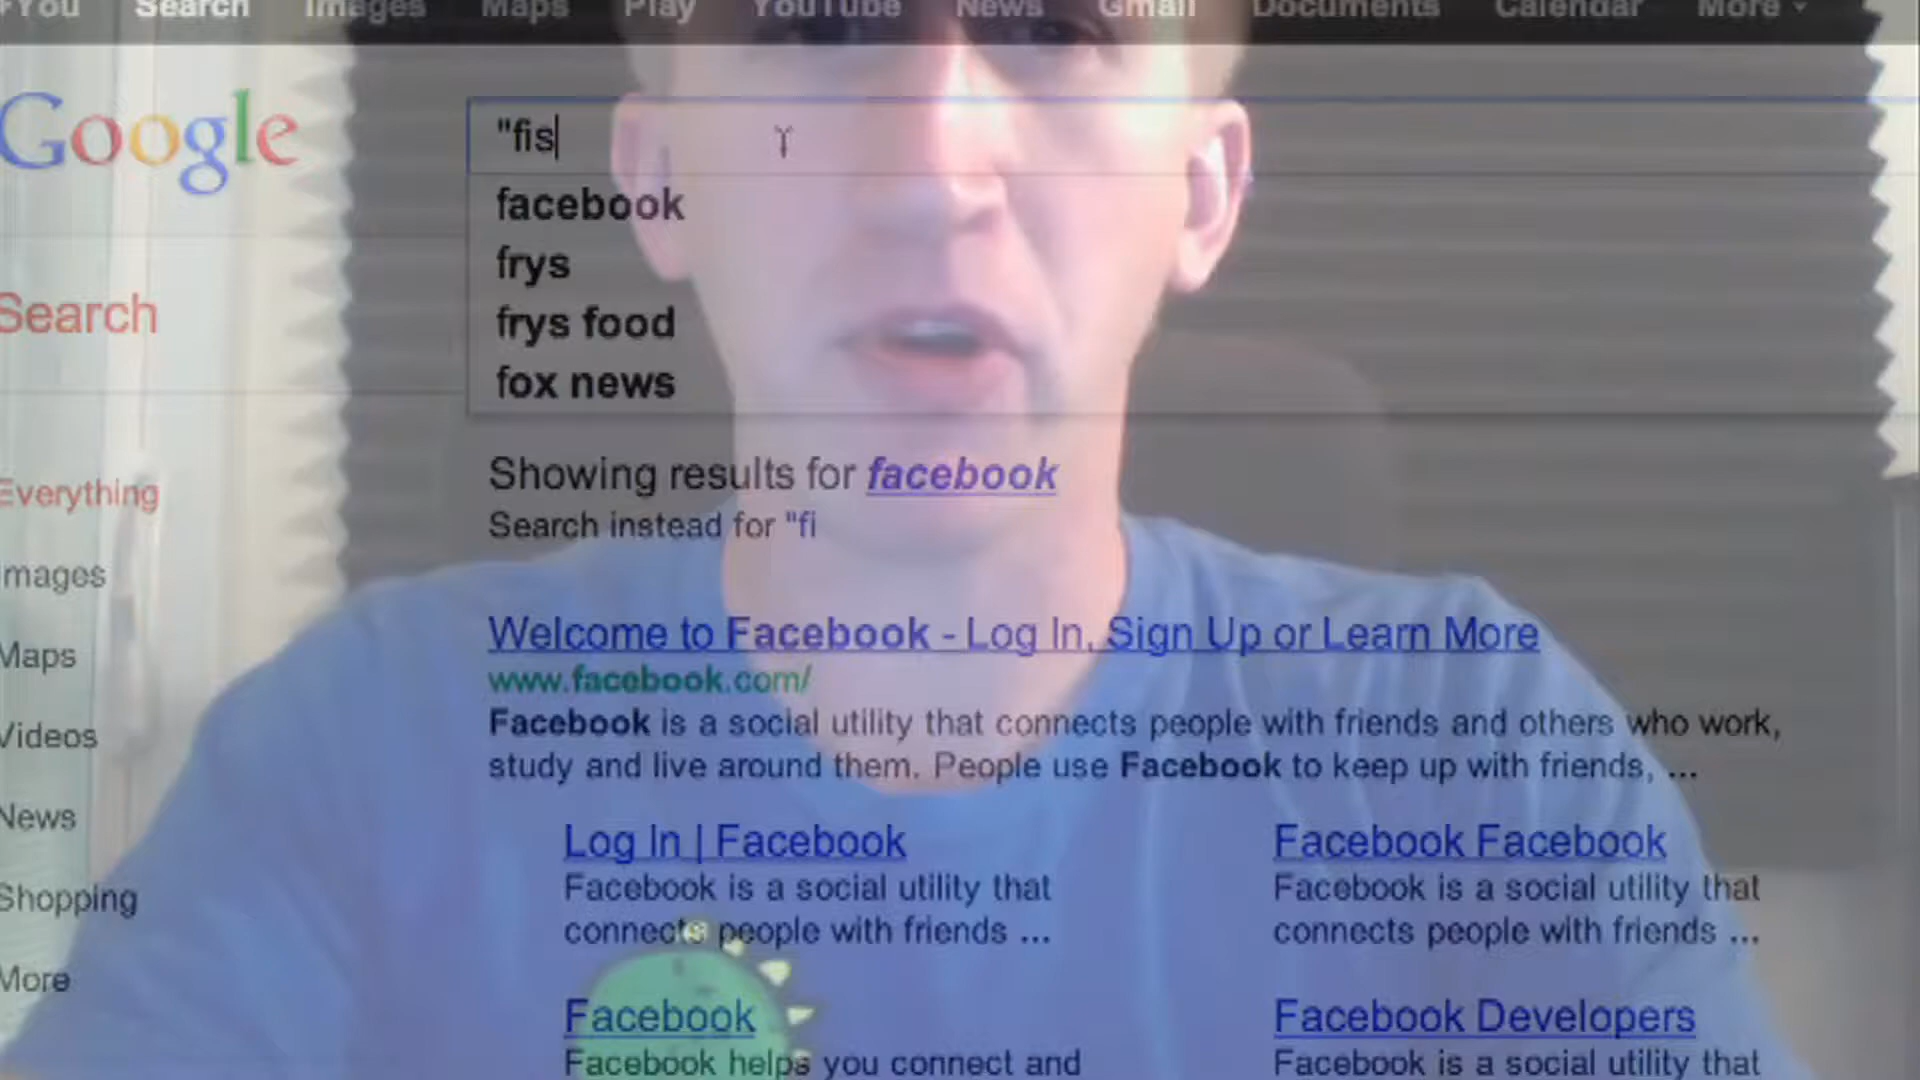 +You Search Images Maps Play YouTube News Gmail Documents Calendar More
Google
"fis
facebook
frys
frys food
fox news
Search
Showing results for facebook
Search instead for "fi
Everything
Images
Maps
Videos
News
Shopping
More
Welcome to Facebook - Log In, Sign Up or Learn More
www.facebook.com/
Facebook is a social utility that connects people with friends and others who work,
study and live around them. People use Facebook to keep up with friends, ...
Log In | Facebook
Facebook is a social utility that
connects people with friends ...
Facebook Facebook
Facebook is a social utility that
connects people with friends ...
Facebook
Facebook helps you connect and
Facebook Developers
Facebook is a social utility that